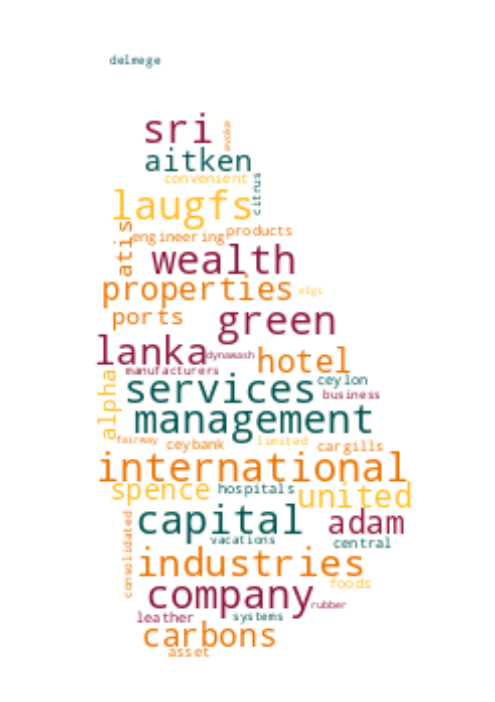 delmege
sri
evoke
aitken
convenient
citrus
laugfs
atis
engineering
products
wealth
properties
elgi
ports
green
lanka
dynawash
hotel
manufacturers
services
ceylon
business
alpha
management
fairway
ceybank
limited
cargills
international
spence
hospitals
united
capital
adam
vacations
central
consolidated
industries
foods
company
rubber
leather
systems
carbons
asset